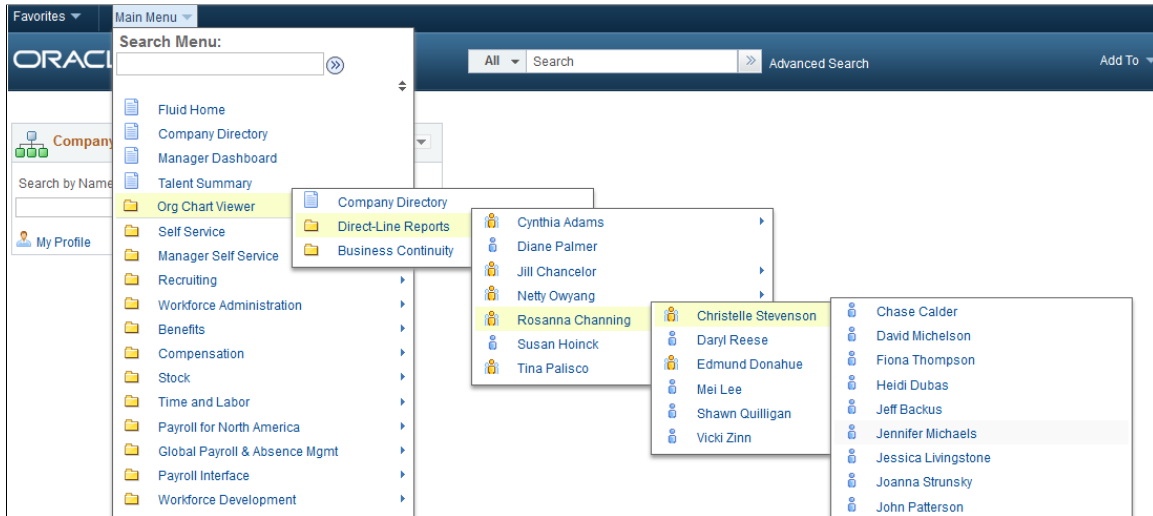 Favorites
Main Menu
Search Menu:
ORACL
All
Search
Advanced Search
Add To
Fluid Home
Company Directory
Manager Dashboard
Talent Summary
Org Chart Viewer
Self Service
Manager Self Service
Recruiting
Workforce Administration
Benefits
Compensation
Stock
Time and Labor
Payroll for North America
Global Payroll & Absence Mgmt
Payroll Interface
Workforce Development
Company
Search by Name
My Profile
Company Directory
Direct-Line Reports
Business Continuity
Cynthia Adams
Diane Palmer
Jill Chancelor
Netty Owyang
Rosanna Channing
Susan Hoinck
Tina Palisco
Christelle Stevenson
Daryl Reese
Edmund Donahue
Mei Lee
Shawn Quilligan
Vicki Zinn
Chase Calder
David Michelson
Fiona Thompson
Heidi Dubas
Jeff Backus
Jennifer Michaels
Jessica Livingstone
Joanna Strunsky
John Patterson